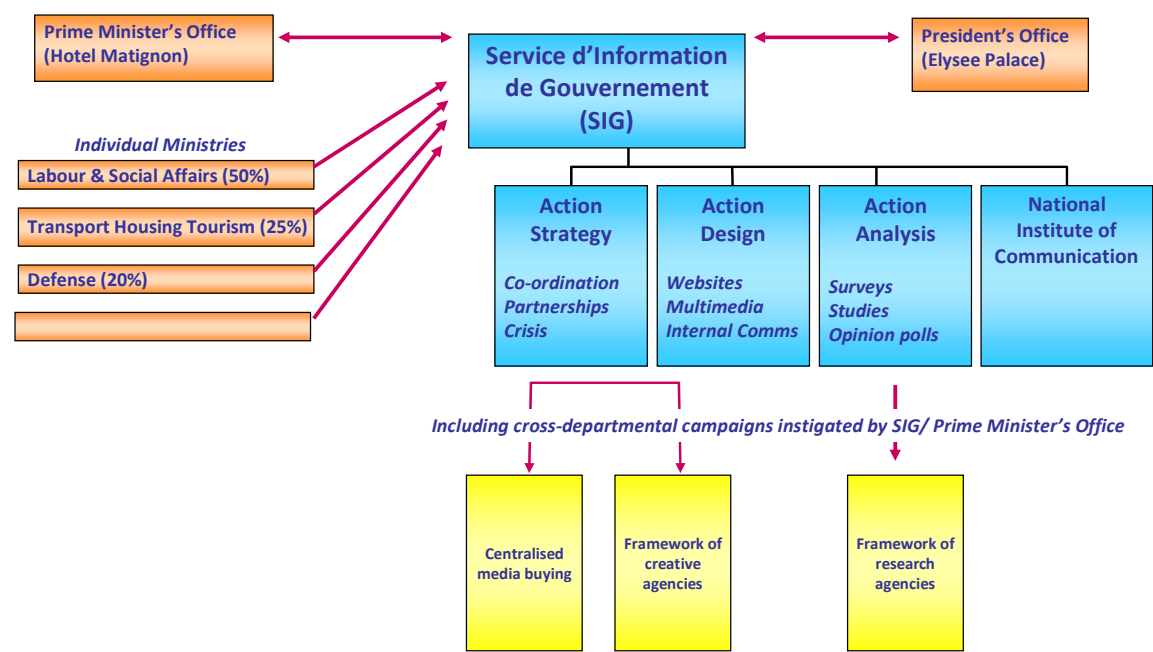 Prime Minister's Office
(Hotel Matignon)
Service d'Information
de Gouvernement
(SIG)
President's Office
(Elysee Palace)
Individual Ministries
Labour & Social Affairs (50%)
Transport Housing Tourism (25%)
Defense (20%)
Action
Strategy
Co-ordination
Partnerships
Crisis
Action
Design
Websites
Multimedia
Internal Comms
Action
Analysis
Surveys
Studies
Opinion polls
National
Institute of
Communication
Including cross-departmental campaigns instigated by SIG/ Prime Minister's Office
Centralised
media buying
Framework of
creative
agencies
Framework of
research
agencies